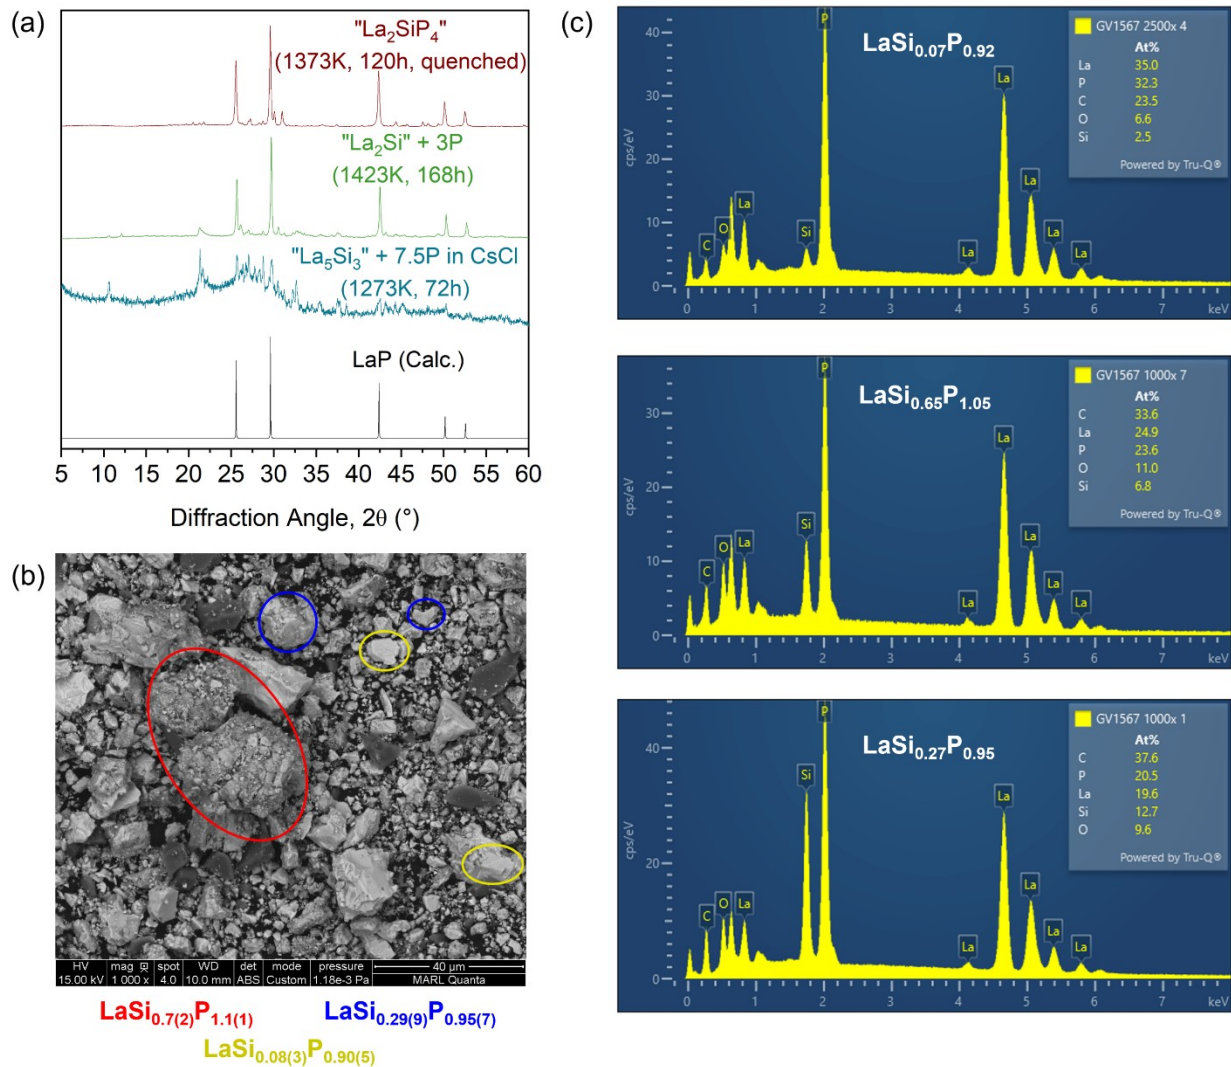 (a)
"La₂SiP₄"
(1373K, 120h, quenched)
"La₂Si" + 3P
(1423K, 168h)
"La₅Si₃" + 7.5P in CsCl
(1273K, 72h)
LaP (Calc.)
5 10 15 20 25 30 35 40 45 50 55 60
Diffraction Angle, 2θ (°)
(b)
HV mag spot WD det mode pressure 40 µm
15.00 kV 1 000 x 4.0 10.0 mm ABS Custom 1.18e-3 Pa MARL Quanta
LaSi₀.₇₍₂₎P₁.₁₍₁₎ LaSi₀.₂₉₍₉₎P₀.₉₅₍₇₎
LaSi₀.₀₈₍₃₎P₀.₉₀₍₅₎
(c)
LaSi₀.₀₇P₀.₉₂
GV1567 2500x 4
At%
La 35.0
P 32.3
C 23.5
O 6.6
Si 2.5
Powered by Tru-Q®
cps/eV
40
30
20
10
0
P
La
La
La
O
Si
La
La
C
La
0 1 2 3 4 5 6 7 keV
LaSi₀.₆₅P₁.₀₅
GV1567 1000x 7
At%
C 33.6
La 24.9
P 23.6
O 11.0
Si 6.8
Powered by Tru-Q®
cps/eV
30
20
10
0
P
La
La
Si
O
La
C
La
La
La
0 1 2 3 4 5 6 7 keV
LaSi₀.₂₇P₀.₉₅
GV1567 1000x 1
At%
C 37.6
P 20.5
La 19.6
Si 12.7
O 9.6
Powered by Tru-Q®
cps/eV
40
20
0
P
Si
La
La
O
La
C
La
La
La
0 1 2 3 4 5 6 7 keV